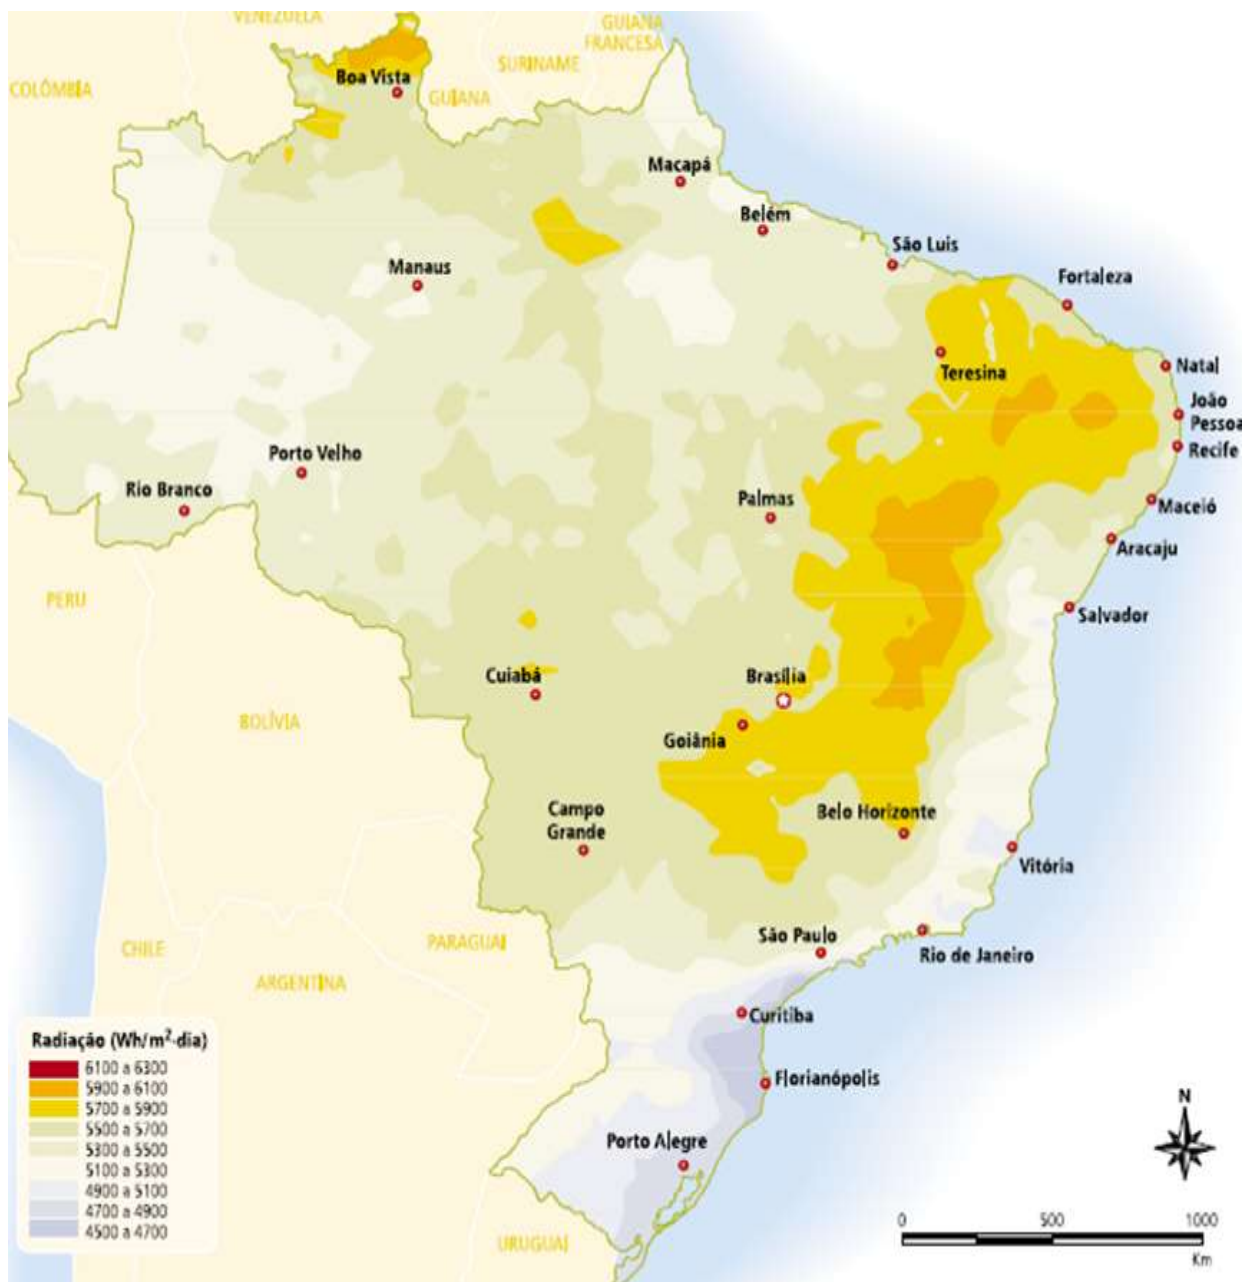 VENEZUELA
GUIANA
FRANCESA
SURINAME
COLÔMBIA
Boa Vista
GUIANA
Macapá
Belém
São Luis
Fortaleza
Manaus
Teresina
Natal
João
Pessoa
Recife
Porto Velho
Rio Branco
Palmas
Maceió
Aracaju
PERU
Salvador
Cuiabá
Brasília
BOLÍVIA
Goiânia
Campo
Grande
Belo Horizonte
Vitória
CHILE
PARAGUAI
São Paulo
Rio de Janeiro
ARGENTINA
Curitiba
Florianópolis
Porto Alegre
URUGUAI
Radiação (Wh/m²-dia)
6100 a 6300
5900 a 6100
5700 a 5900
5500 a 5700
5300 a 5500
5100 a 5300
4900 a 5100
4700 a 4900
4500 a 4700
N
0 500 1000
Km